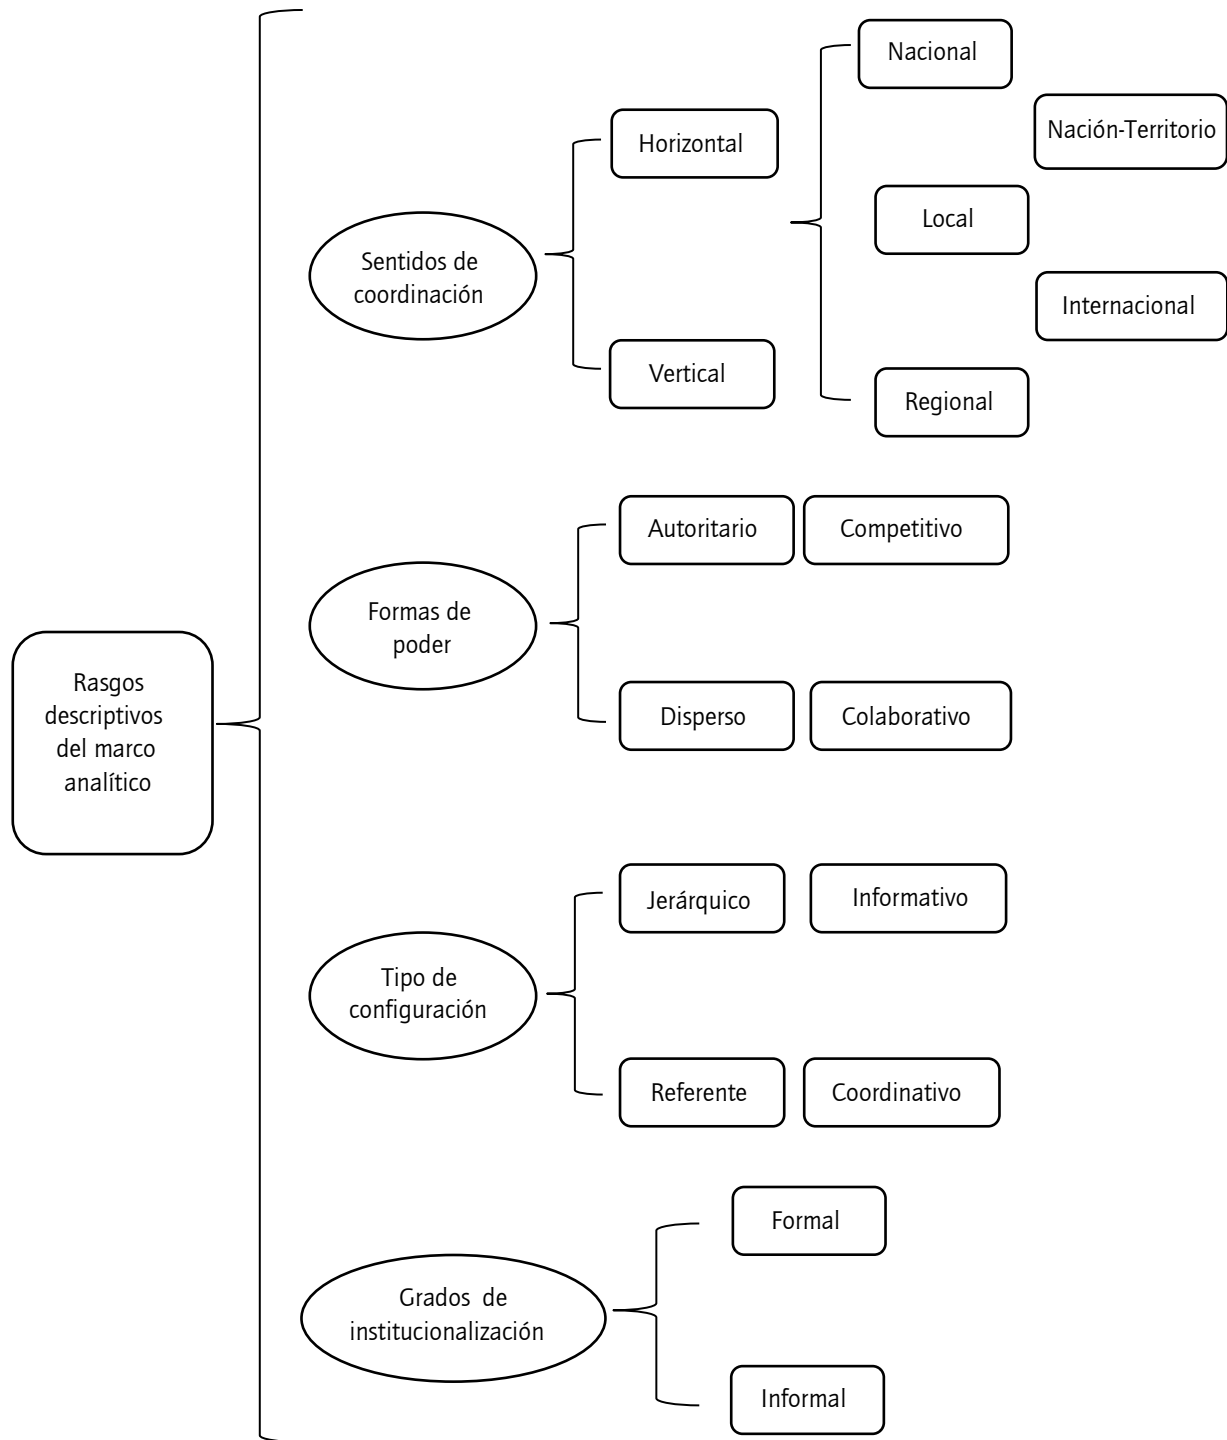 Rasgos
descriptivos
del marco
analítico
Sentidos de
coordinación
Horizontal
Vertical
Nacional
Nación-Territorio
Local
Internacional
Regional
Formas de
poder
Autoritario
Competitivo
Disperso
Colaborativo
Tipo de
configuración
Jerárquico
Informativo
Referente
Coordinativo
Grados de
institucionalización
Formal
Informal